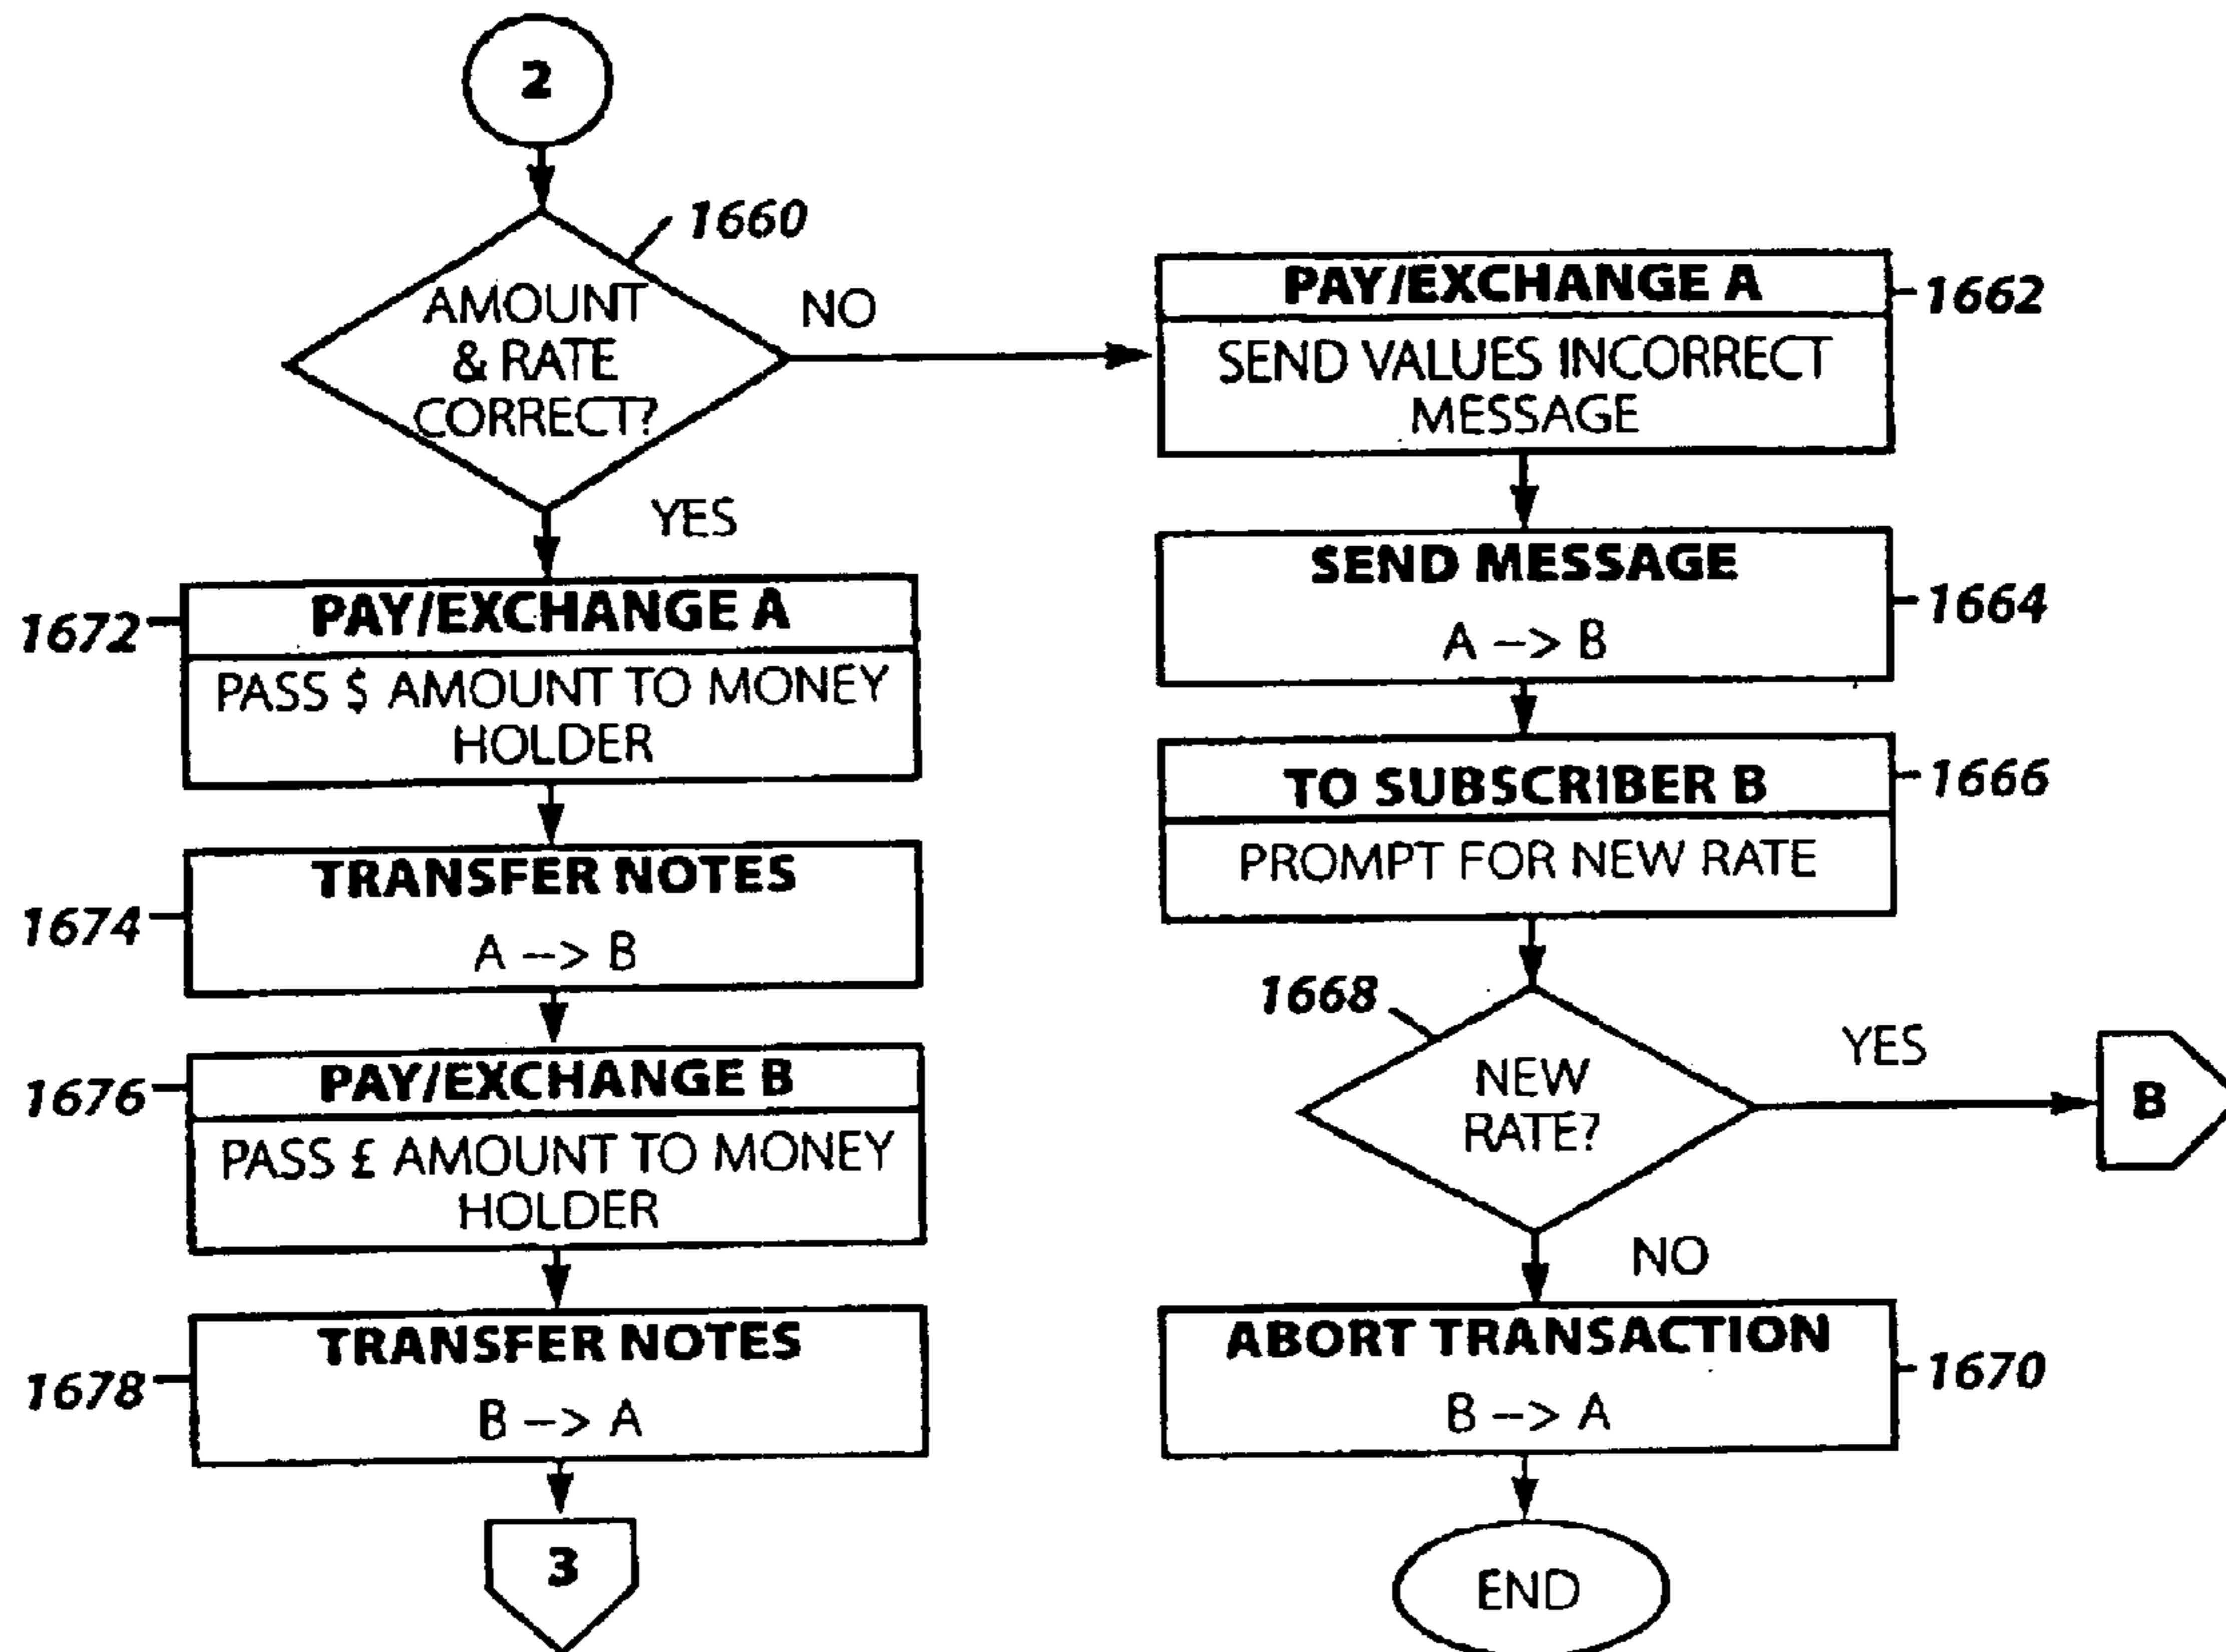 2
1660
AMOUNT
& RATE
CORRECT?
NO
YES
1672
PAY/EXCHANGE A
PASS $ AMOUNT TO MONEY
HOLDER
TRANSFER NOTES
1674
A --> B
PAY/EXCHANGE B
1676
PASS £ AMOUNT TO MONEY
HOLDER
TRANSFER NOTES
1678
B --> A
3
PAY/EXCHANGE A
1662
SEND VALUES INCORRECT
MESSAGE
SEND MESSAGE
1664
A --> B
TO SUBSCRIBER B
1666
PROMPT FOR NEW RATE
1668
NEW
RATE?
YES
B
NO
ABORT TRANSACTION
1670
B --> A
END